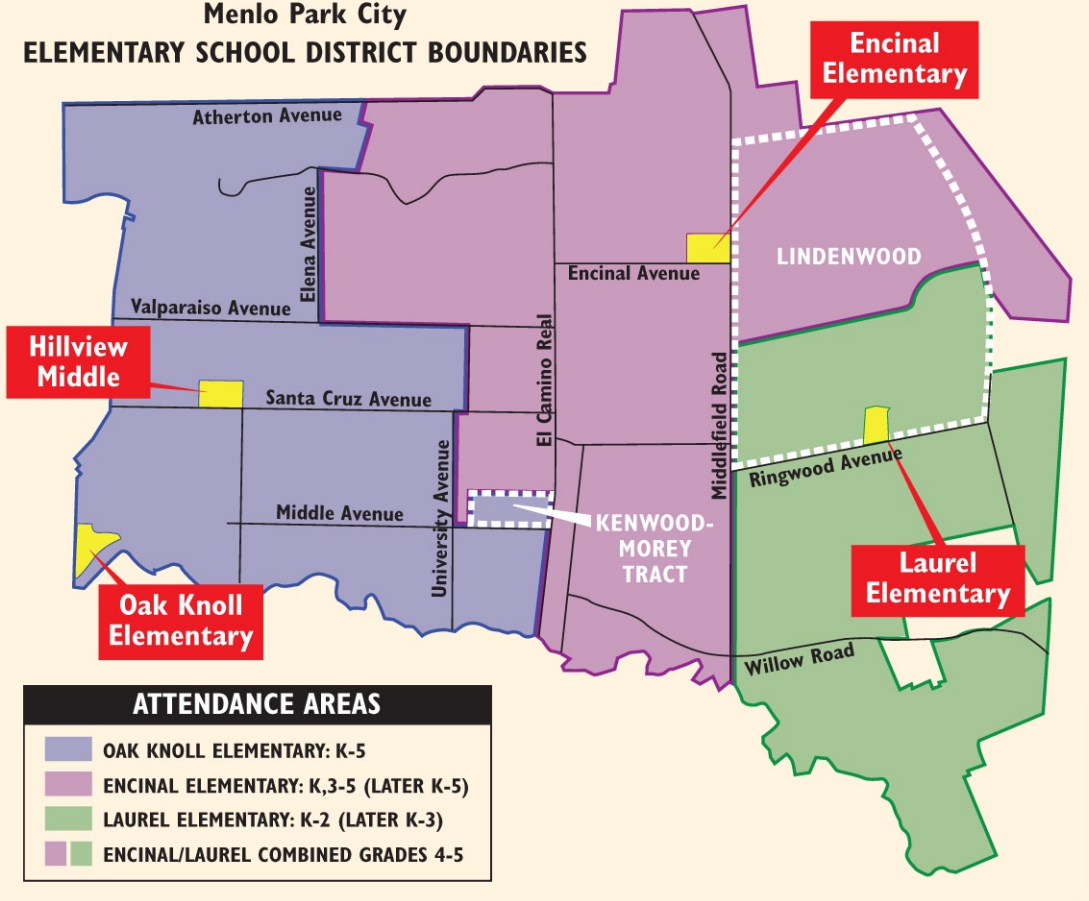 Menlo Park City
ELEMENTARY SCHOOL DISTRICT BOUNDARIES
Encinal
Elementary
Atherton Avenue
Elena Avenue
LINDENWOOD
Encinal Avenue
Valparaiso Avenue
Hillview
Middle
El Camino Real
Middlefield Road
Santa Cruz Avenue
University Avenue
Ringwood Avenue
Middle Avenue
KENWOOD-
MOREY
TRACT
Laurel
Elementary
Oak Knoll
Elementary
Willow Road
ATTENDANCE AREAS
OAK KNOLL ELEMENTARY: K-5
ENCINAL ELEMENTARY: K,3-5 (LATER K-5)
LAUREL ELEMENTARY: K-2 (LATER K-3)
ENCINAL/LAUREL COMBINED GRADES 4-5